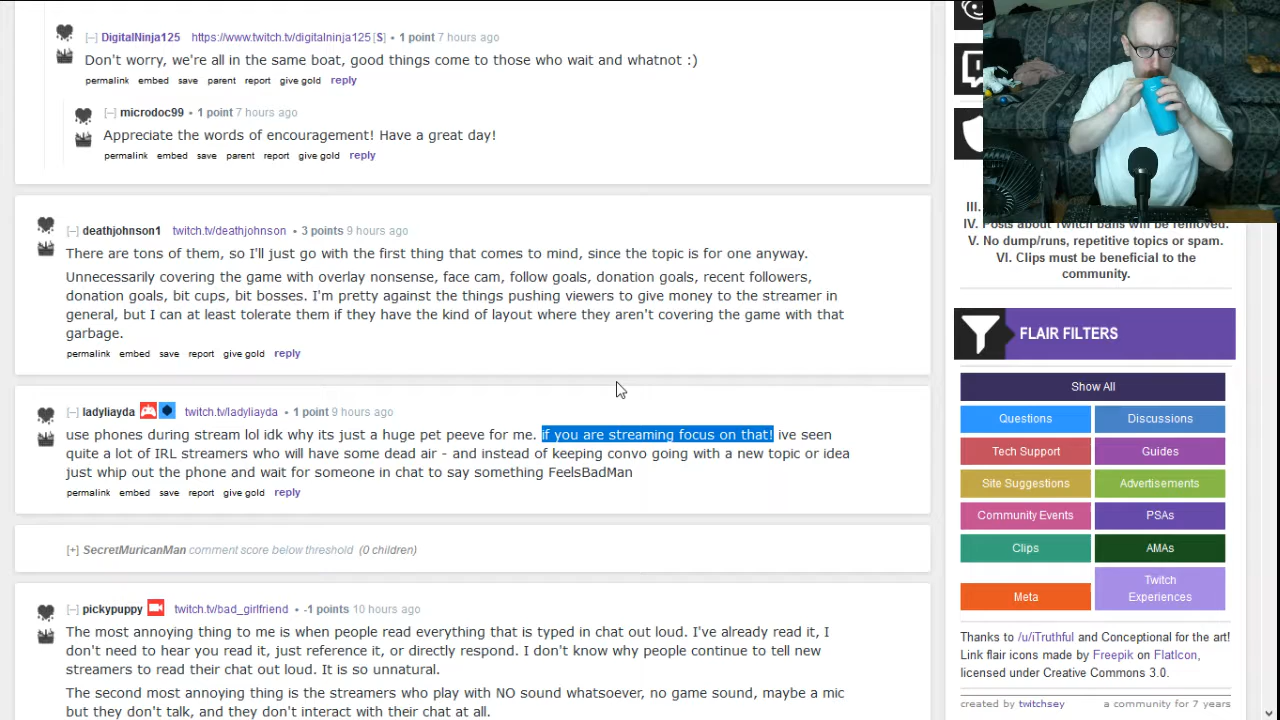 [–] DigitalNinja125 https://www.twitch.tv/digitalninja125[S] • 1 point 7 hours ago
Don't worry, we're all in the same boat, good things come to those who wait and whatnot :)
permalink embed save parent report give gold reply
[–] microdoc99 • 1 point 7 hours ago
Appreciate the words of encouragement! Have a great day!
permalink embed save parent report give gold reply
[–] deathjohnson1 twitch.tv/deathjohnson • 3 points 9 hours ago
There are tons of them, so I'll just go with the first thing that comes to mind, since the topic is for one anyway.
Unnecessarily covering the game with overlay nonsense, face cam, follow goals, donation goals, recent followers,
donation goals, bit cups, bit bosses. I'm pretty against the things pushing viewers to give money to the streamer in
general, but I can at least tolerate them if they have the kind of layout where they aren't covering the game with that
garbage.
permalink embed save report give gold reply
[–] ladyliayda twitch.tv/ladyliayda • 1 point 9 hours ago
use phones during stream lol idk why its just a huge pet peeve for me. if you are streaming focus on that! ive seen
quite a lot of IRL streamers who will have some dead air - and instead of keeping convo going with a new topic or idea
just whip out the phone and wait for someone in chat to say something FeelsBadMan
permalink embed save report give gold reply
[+] SecretMuricanMan comment score below threshold (0 children)
[–] pickypuppy twitch.tv/bad_girlfriend • -1 points 10 hours ago
The most annoying thing to me is when people read everything that is typed in chat out loud. I've already read it, I
don't need to hear you read it, just reference it, or directly respond. I don't know why people continue to tell new
streamers to read their chat out loud. It is so unnatural.
The second most annoying thing is the streamers who play with NO sound whatsoever, no game sound, maybe a mic
but they don't talk, and they don't interact with their chat at all.
III.
IV. Posts about Twitch bans will be removed.
V. No dump/runs, repetitive topics or spam.
VI. Clips must be beneficial to the
community.
FLAIR FILTERS
Show All
Questions Discussions
Tech Support Guides
Site Suggestions Advertisements
Community Events PSAs
Clips AMAs
Meta Twitch
Experiences
Thanks to /u/iTruthful and Conceptional for the art!
Link flair icons made by Freepik on FlatIcon,
licensed under Creative Commons 3.0.
created by twitchsey a community for 7 years